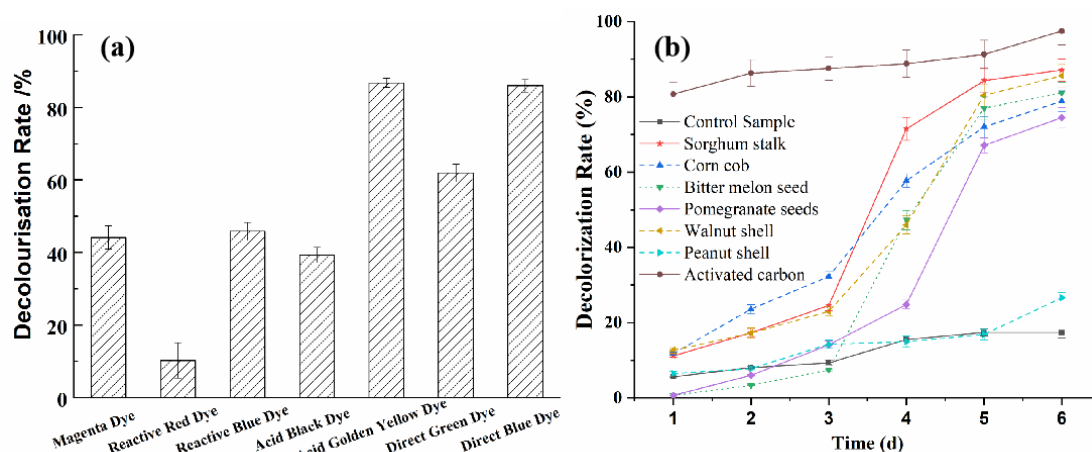 (a)
Decolourisation Rate /%
100
80
60
40
20
0
Magenta Dye
Reactive Red Dye
Reactive Blue Dye
Acid Black Dye
Golden Yellow Dye
Direct Green Dye
Direct Blue Dye
(b)
Decolorization Rate (%)
100
80
60
40
20
0
Control Sample
Sorghum stalk
Corn cob
Bitter melon seed
Pomegranate seeds
Walnut shell
Peanut shell
Activated carbon
1 2 3 4 5 6
Time (d)